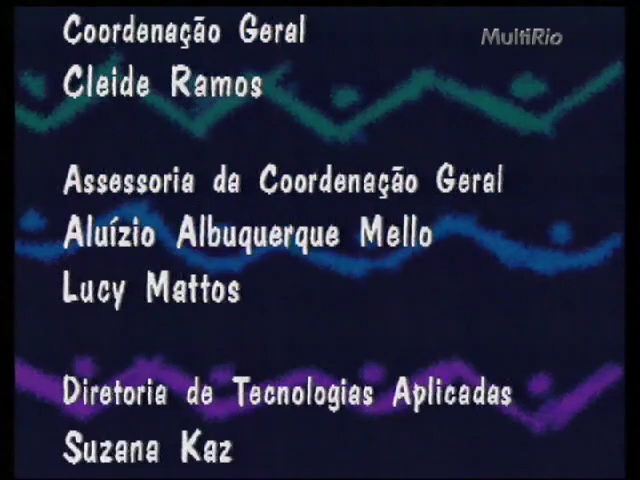 Coordenação Geral
MultiRio
Cleide Ramos
Assessoria da Coordenação Geral
Aluízio Albuquerque Mello
Lucy Mattos
Diretoria de Tecnologias Aplicadas
Suzana Kaz